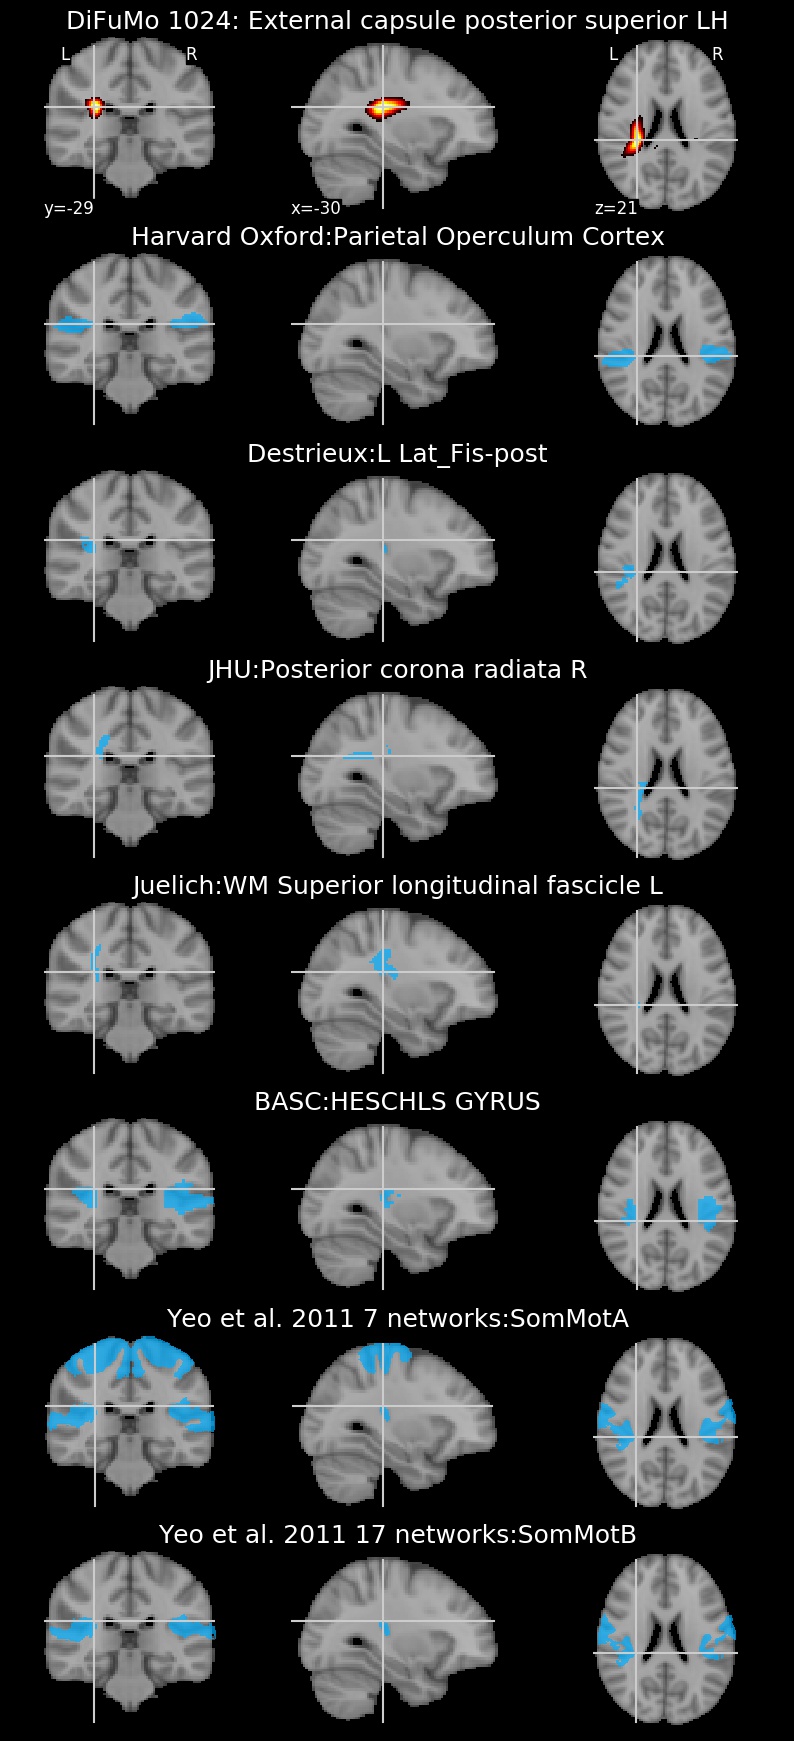 DiFuMo 1024: External capsule posterior superior LH
L R L R
y=-29 x=-30 z=21
Harvard Oxford:Parietal Operculum Cortex
Destrieux:L Lat_Fis-post
JHU:Posterior corona radiata R
Juelich:WM Superior longitudinal fascicle L
BASC:HESCHLS GYRUS
Yeo et al. 2011 7 networks:SomMotA
Yeo et al. 2011 17 networks:SomMotB